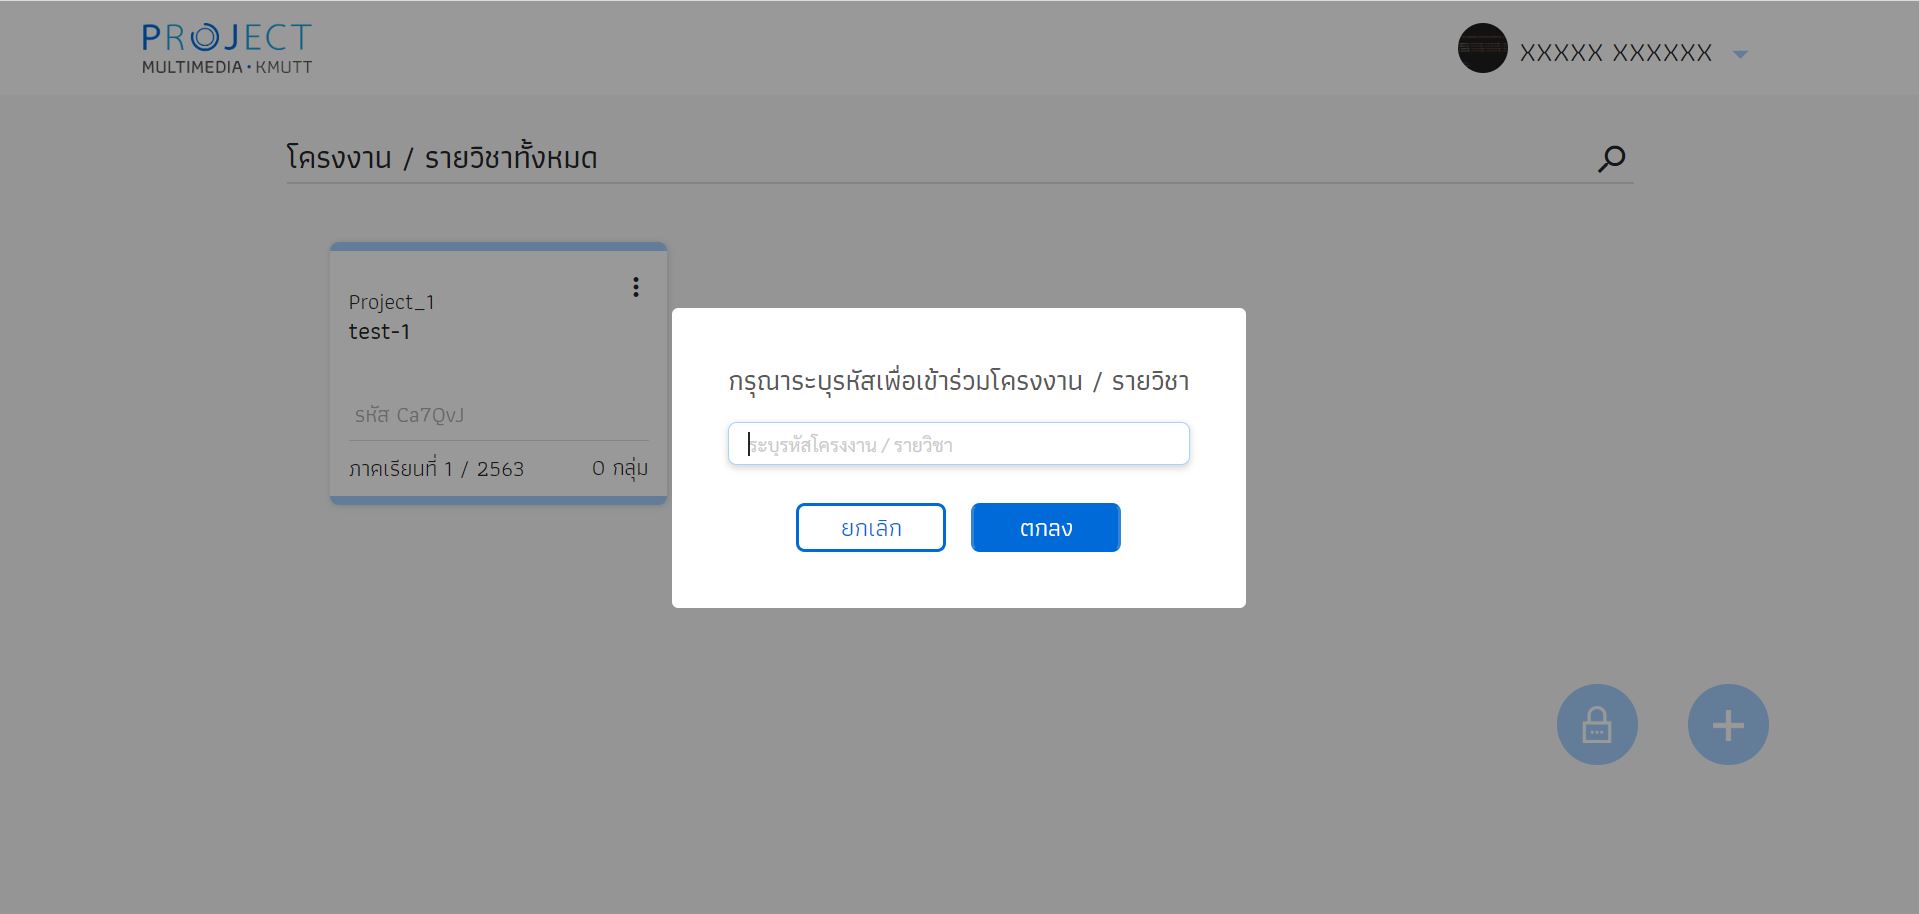 PROJECT
MULTIMEDIA • KMUTT
XXXXX XXXXXX
โครงงาน / รายวิชาทั้งหมด
Project_1
test-1
รหัส Ca7QvJ
ภาคเรียนที่ 1 / 2563
0 กลุ่ม
กรุณาระบุรหัสเพื่อเข้าร่วมโครงงาน / รายวิชา
ระบุรหัสโครงงาน / รายวิชา
ยกเลิก
ตกลง